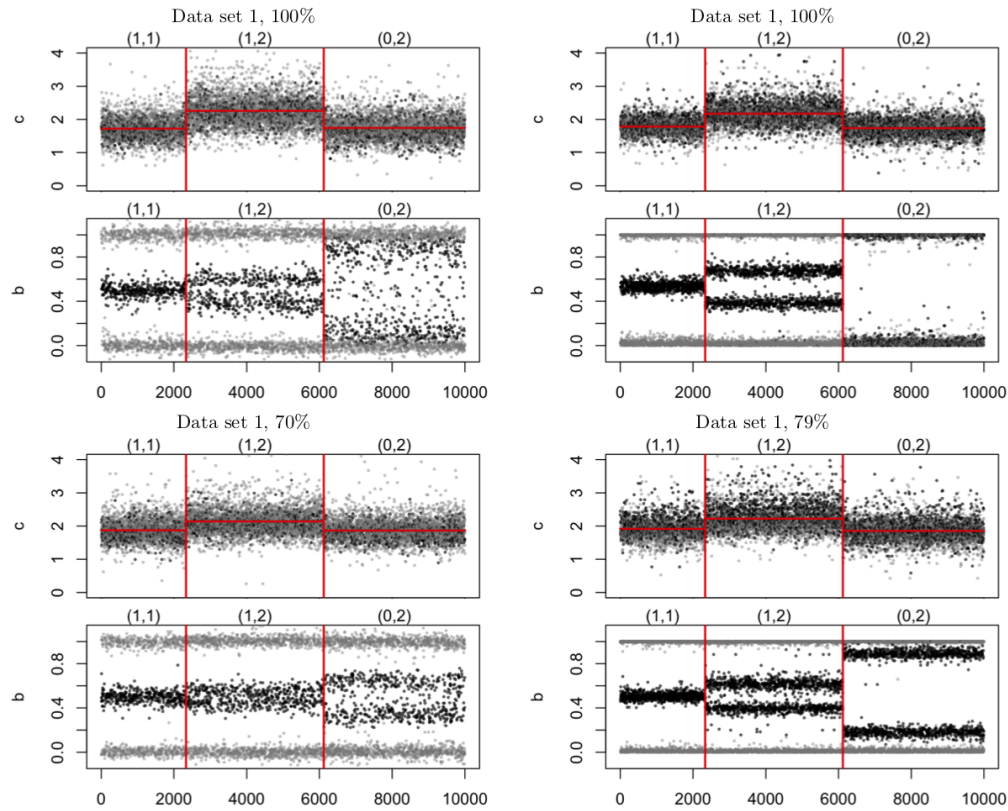 Data set 1, 100%
(1,1) (1,2) (0,2)
c
4
3
2
1
0
(1,1) (1,2) (0,2)
b
0.8
0.4
0.0
0 2000 4000 6000 8000 10000
Data set 1, 100%
(1,1) (1,2) (0,2)
c
4
3
2
1
0
(1,1) (1,2) (0,2)
b
0.8
0.4
0.0
0 2000 4000 6000 8000 10000
Data set 1, 70%
(1,1) (1,2) (0,2)
c
4
3
2
1
0
(1,1) (1,2) (0,2)
b
0.8
0.4
0.0
0 2000 4000 6000 8000 10000
Data set 1, 79%
(1,1) (1,2) (0,2)
c
4
3
2
1
0
(1,1) (1,2) (0,2)
b
0.8
0.4
0.0
0 2000 4000 6000 8000 10000